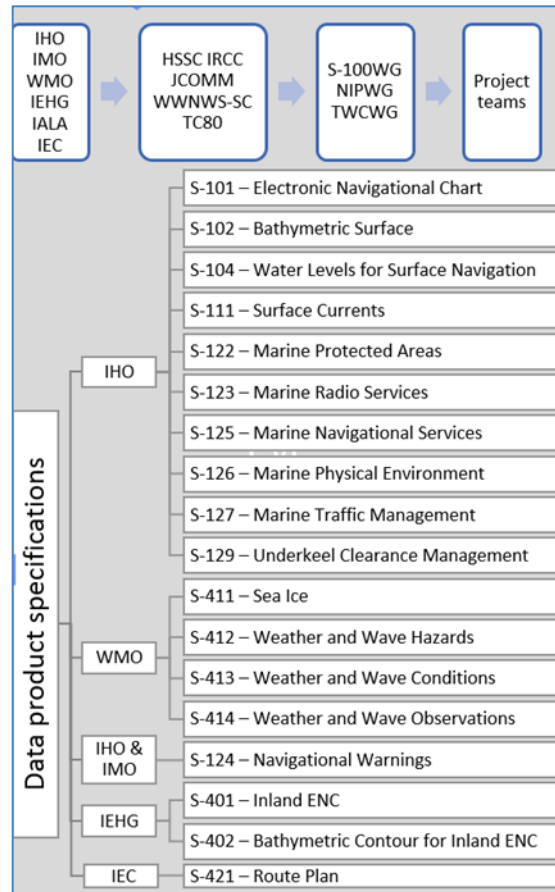 IHO
IMO
WMO
IEHG
IALA
IEC
HSSC IRCC
JCOMM
WWNWS-SC
TC80
S-100WG
NIPWG
TWCWG
Project
teams
Data product specifications
IHO
S-101 – Electronic Navigational Chart
S-102 – Bathymetric Surface
S-104 – Water Levels for Surface Navigation
S-111 – Surface Currents
S-122 – Marine Protected Areas
S-123 – Marine Radio Services
S-125 – Marine Navigational Services
S-126 – Marine Physical Environment
S-127 – Marine Traffic Management
S-129 – Underkeel Clearance Management
WMO
S-411 – Sea Ice
S-412 – Weather and Wave Hazards
S-413 – Weather and Wave Conditions
S-414 – Weather and Wave Observations
IHO &
IMO
S-124 – Navigational Warnings
IEHG
S-401 – Inland ENC
S-402 – Bathymetric Contour for Inland ENC
IEC
S-421 – Route Plan